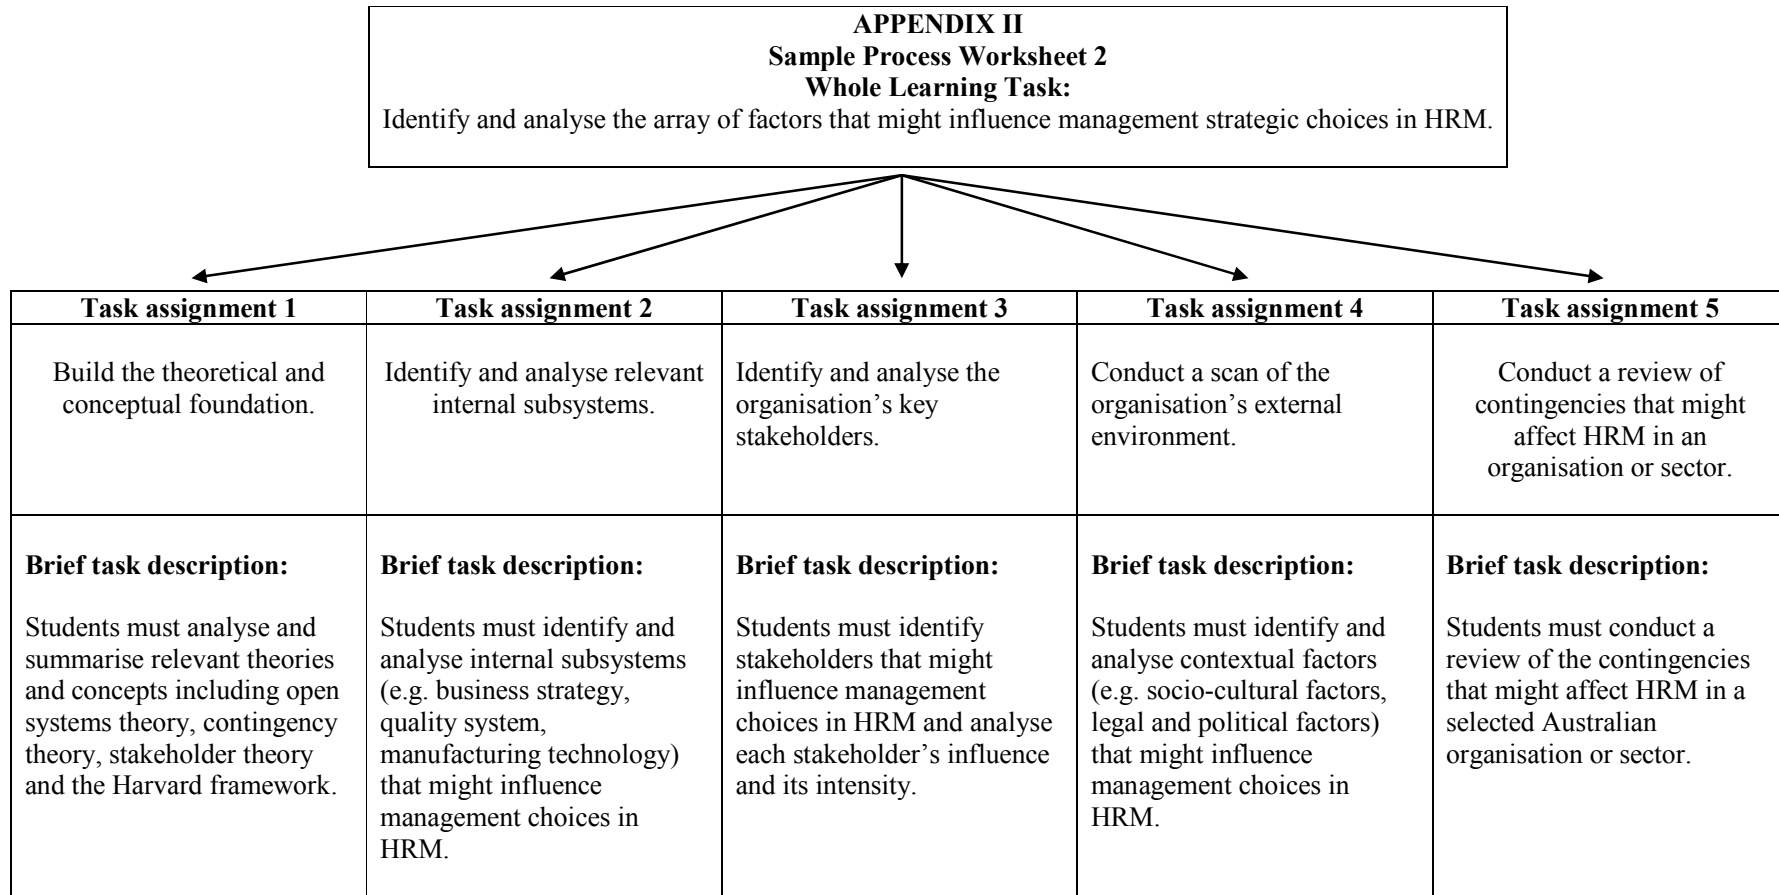 APPENDIX II
Sample Process Worksheet 2
Whole Learning Task:
Identify and analyse the array of factors that might influence management strategic choices in HRM.
Task assignment 1
Build the theoretical and
conceptual foundation.
Brief task description:
Students must analyse and
summarise relevant theories
and concepts including open
systems theory, contingency
theory, stakeholder theory
and the Harvard framework.
Task assignment 2
Identify and analyse relevant
internal subsystems.
Brief task description:
Students must identify and
analyse internal subsystems
(e.g. business strategy,
quality system,
manufacturing technology)
that might influence
management choices in
HRM.
Task assignment 3
Identify and analyse the
organisation’s key
stakeholders.
Brief task description:
Students must identify
stakeholders that might
influence management
choices in HRM and analyse
each stakeholder’s influence
and its intensity.
Task assignment 4
Conduct a scan of the
organisation’s external
environment.
Brief task description:
Students must identify and
analyse contextual factors
(e.g. socio-cultural factors,
legal and political factors)
that might influence
management choices in
HRM.
Task assignment 5
Conduct a review of
contingencies that might
affect HRM in an
organisation or sector.
Brief task description:
Students must conduct a
review of the contingencies
that might affect HRM in a
selected Australian
organisation or sector.